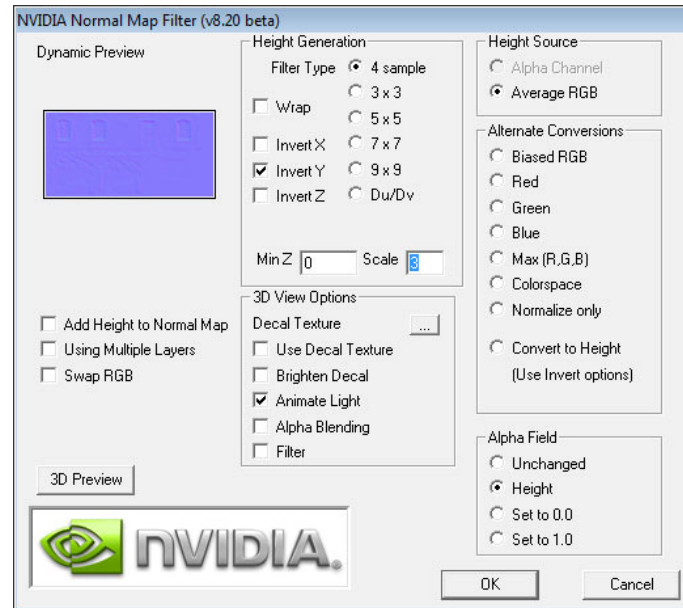 NVIDIA Normal Map Filter (v8.20 beta)
Dynamic Preview
Height Generation
Filter Type
4 sample
3 x 3
5 x 5
7 x 7
9 x 9
Du/Dv
Wrap
Invert X
Invert Y
Invert Z
Min Z 0
Scale 3
Height Source
Alpha Channel
Average RGB
Alternate Conversions
Biased RGB
Red
Green
Blue
Max (R,G,B)
Colorspace
Normalize only
Convert to Height
(Use Invert options)
Add Height to Normal Map
Using Multiple Layers
Swap RGB
3D View Options
Decal Texture ...
Use Decal Texture
Brighten Decal
Animate Light
Alpha Blending
Filter
Alpha Field
Unchanged
Height
Set to 0.0
Set to 1.0
3D Preview
NVIDIA.
OK
Cancel